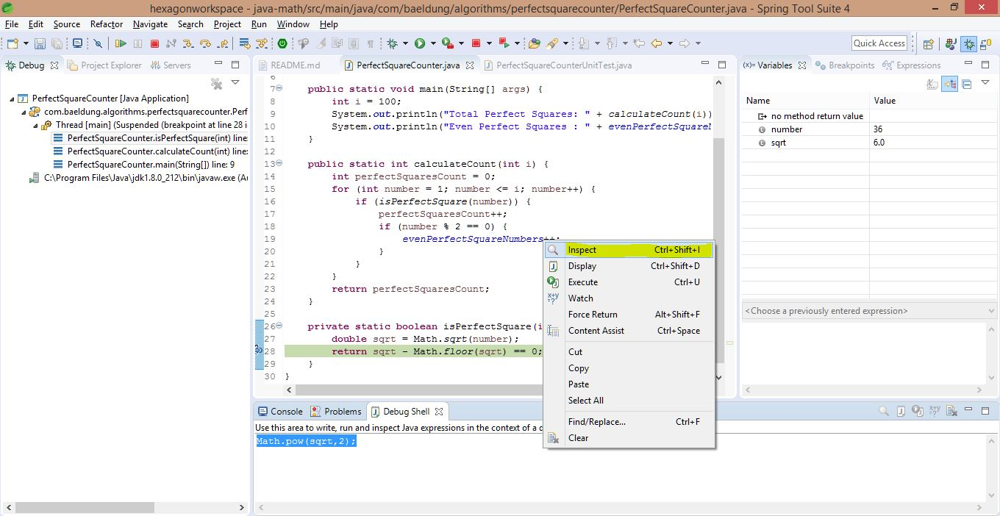 hexagonworkspace - java-math/src/main/java/com/baeldung/algorithms/perfectsquarecounter/PerfectSquareCounter.java - Spring Tool Suite 4
File Edit Source Refactor Navigate Search Project Run Window Help
Quick Access
Debug Project Explorer Servers
PerfectSquareCounter [Java Application]
com.baeldung.algorithms.perfectsquarecounter.Perf
Thread [main] (Suspended (breakpoint at line 28 i
PerfectSquareCounter.isPerfectSquare(int) line:
PerfectSquareCounter.calculateCount(int) line:
PerfectSquareCounter.main(String[]) line: 9
C:\Program Files\Java\jdk1.8.0_212\bin\javaw.exe (Au
README.md PerfectSquareCounter.java PerfectSquareCounterUnitTest.java
6
7 public static void main(String[] args) {
8 int i = 100;
9 System.out.println("Total Perfect Squares: " + calculateCount(i))
10 System.out.println("Even Perfect Squares : " + evenPerfectSquareN
11 }
12
13 public static int calculateCount(int i) {
14 int perfectSquaresCount = 0;
15 for (int number = 1; number <= i; number++) {
16 if (isPerfectSquare(number)) {
17 perfectSquaresCount++;
18 if (number % 2 == 0) {
19 evenPerfectSquareNumbers++;
20 }
21 }
22 }
23 return perfectSquaresCount;
24 }
25
26 private static boolean isPerfectSquare(i
27 double sqrt = Math.sqrt(number);
28 return sqrt - Math.floor(sqrt) == 0;
29 }
30 }
Inspect Ctrl+Shift+I
Display Ctrl+Shift+D
Execute Ctrl+U
Watch
Force Return Alt+Shift+F
Content Assist Ctrl+Space
Cut
Copy
Paste
Select All
Find/Replace... Ctrl+F
Clear
(x)= Variables Breakpoints Expressions
Name Value
no method return value
number 36
sqrt 6.0
<Choose a previously entered expression>
Console Problems Debug Shell
Use this area to write, run and inspect Java expressions in the context of a d
Math.pow(sqrt,2);